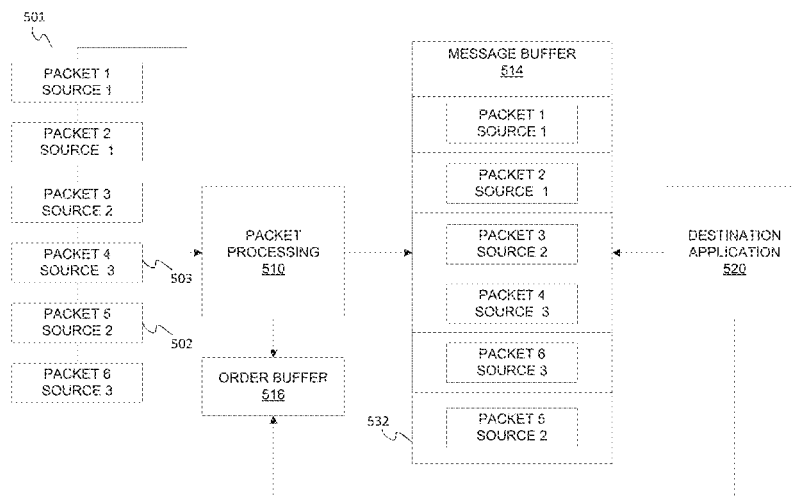 501
PACKET 1
SOURCE 1
PACKET 2
SOURCE 1
PACKET 3
SOURCE 2
PACKET 4
SOURCE 3
503
PACKET 5
SOURCE 2
502
PACKET 6
SOURCE 3
PACKET
PROCESSING
510
ORDER BUFFER
516
MESSAGE BUFFER
514
PACKET 1
SOURCE 1
PACKET 2
SOURCE 1
PACKET 3
SOURCE 2
PACKET 4
SOURCE 3
PACKET 6
SOURCE 3
PACKET 5
SOURCE 2
532
DESTINATION
APPLICATION
520